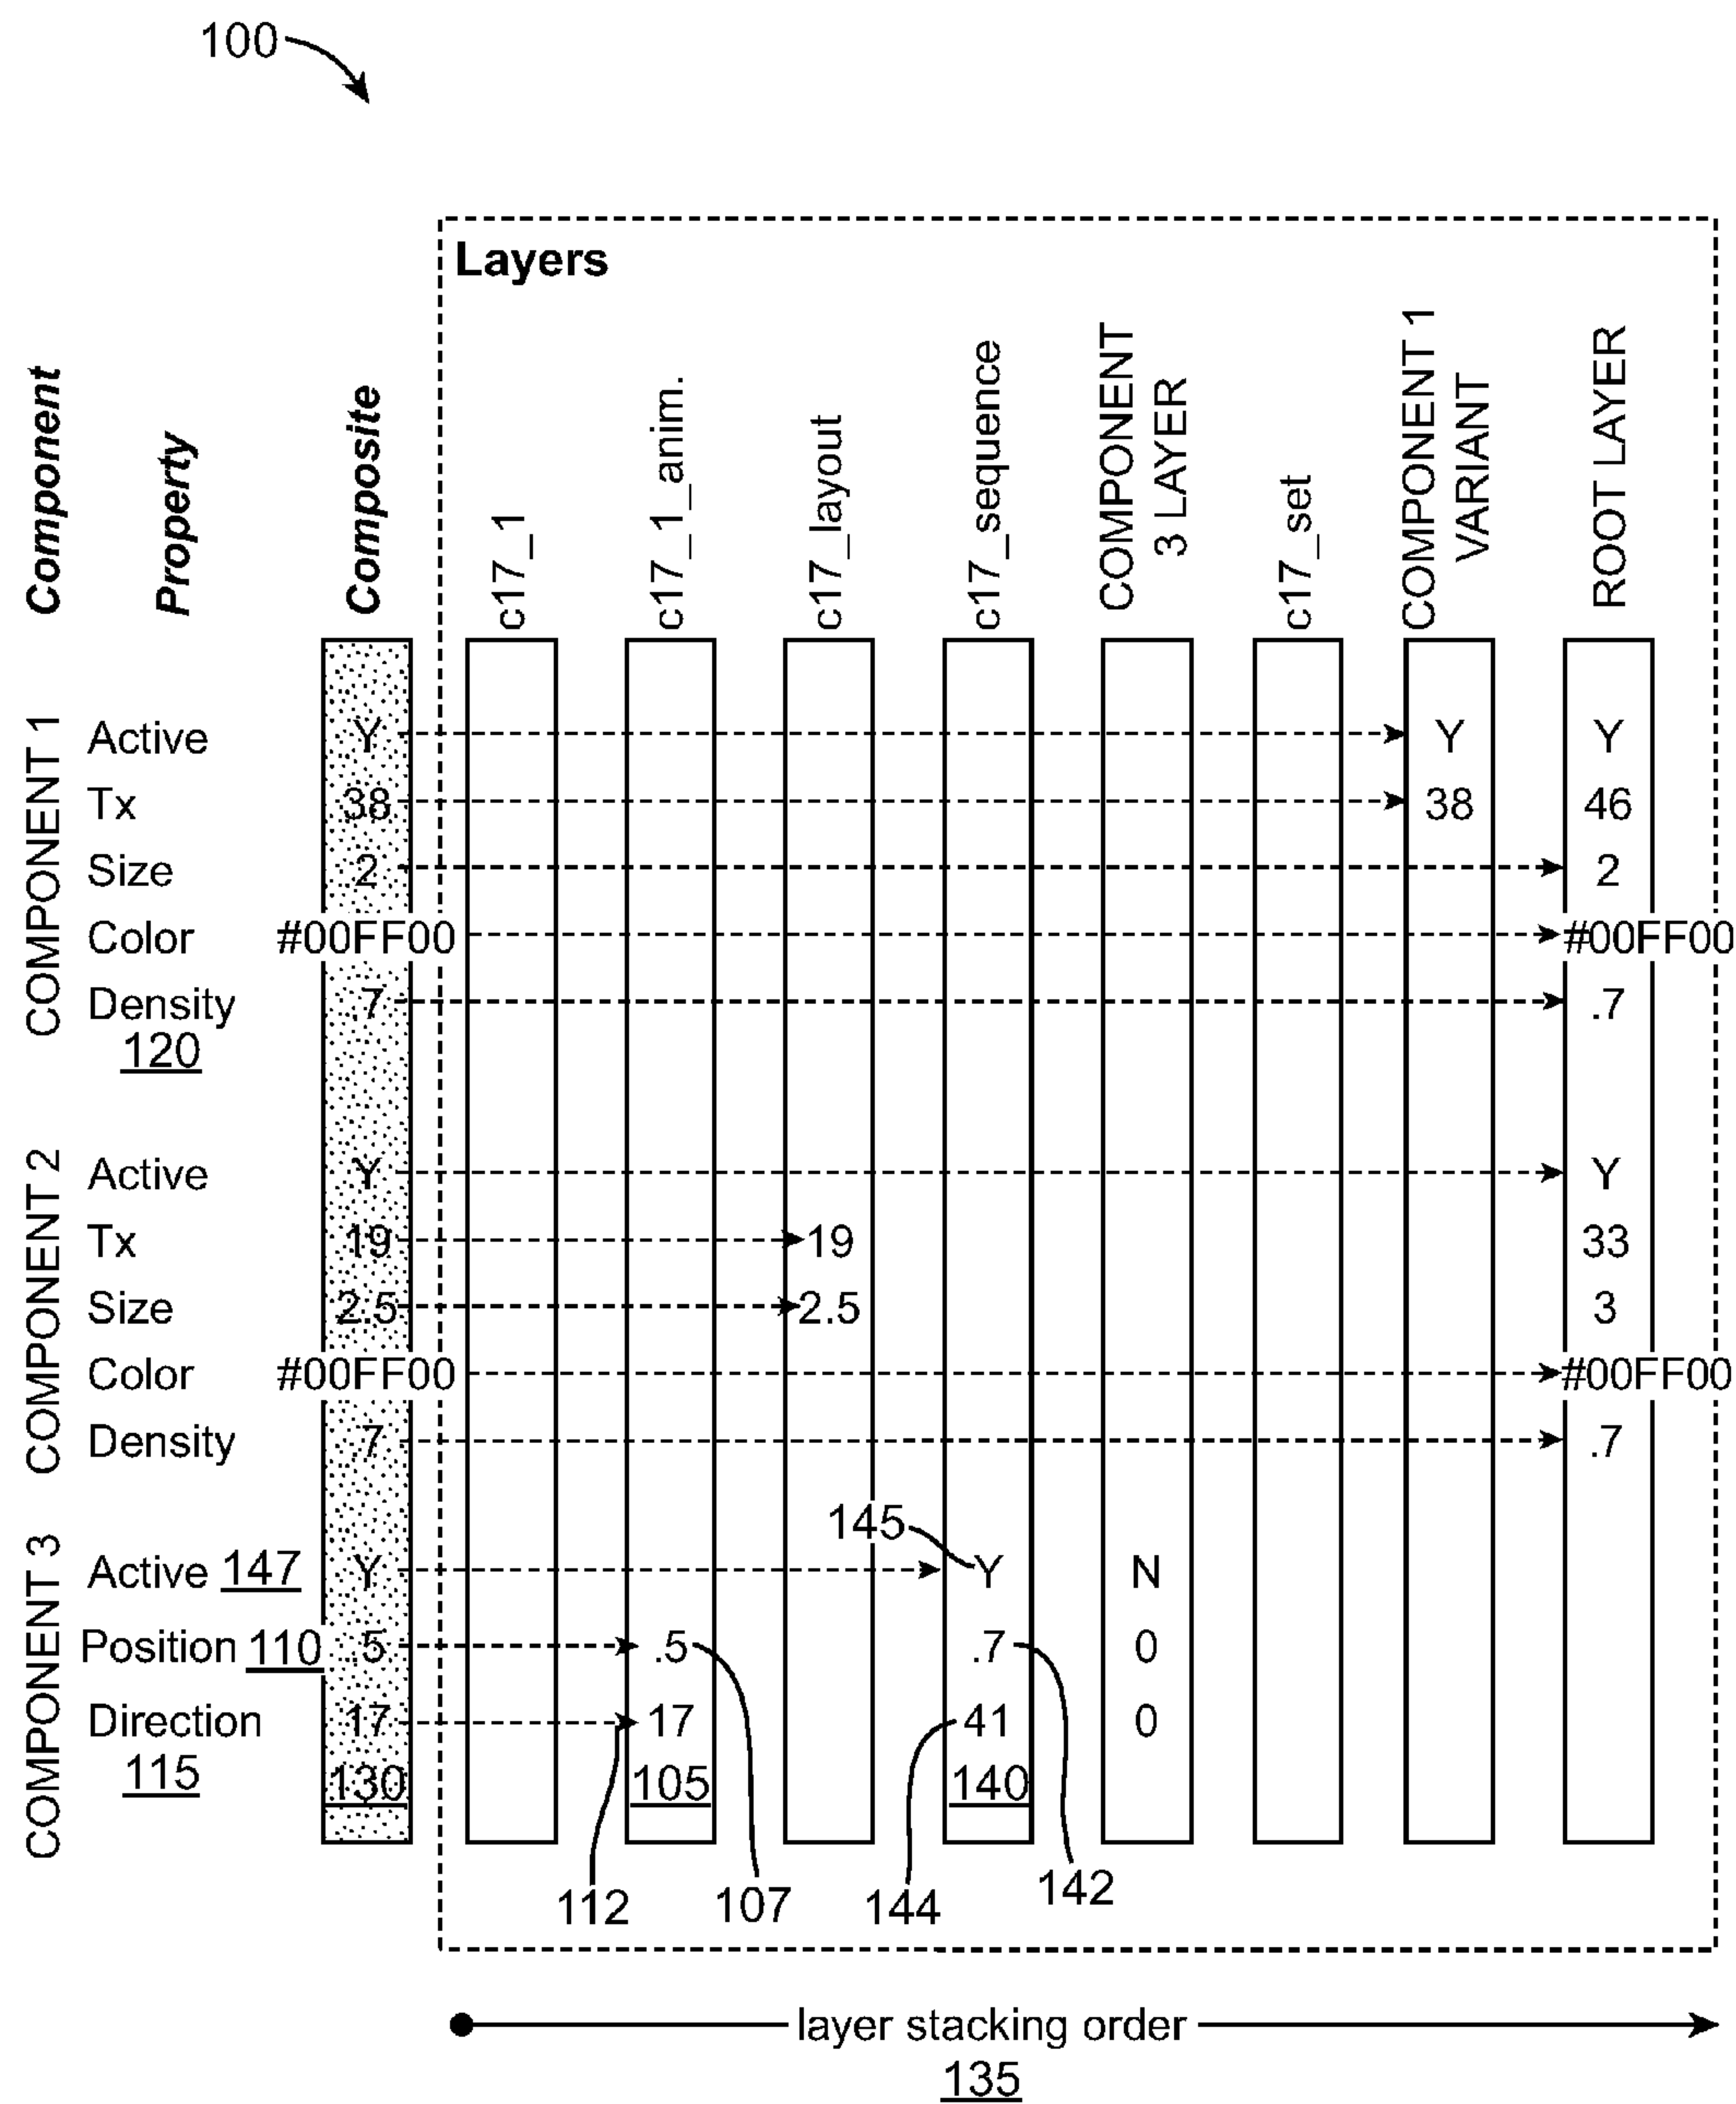 100
Layers
Component
Property
Composite
c17_1
c17_1_anim.
c17_layout
c17_sequence
COMPONENT
3 LAYER
c17_set
COMPONENT 1
VARIANT
ROOT LAYER
COMPONENT 1
Active Y Y Y
Tx 38 38 46
Size 2 2
Color #00FF00 #00FF00
Density .7 .7
120
COMPONENT 2
Active Y Y
Tx 19 19 33
Size 2.5 2.5 3
Color #00FF00 #00FF00
Density .7 .7
145
COMPONENT 3
Active 147 Y Y N
Position 110 .5 .5 .7 0
Direction 17 17 41 0
115 130 105 140
112 107 144 142
layer stacking order
135